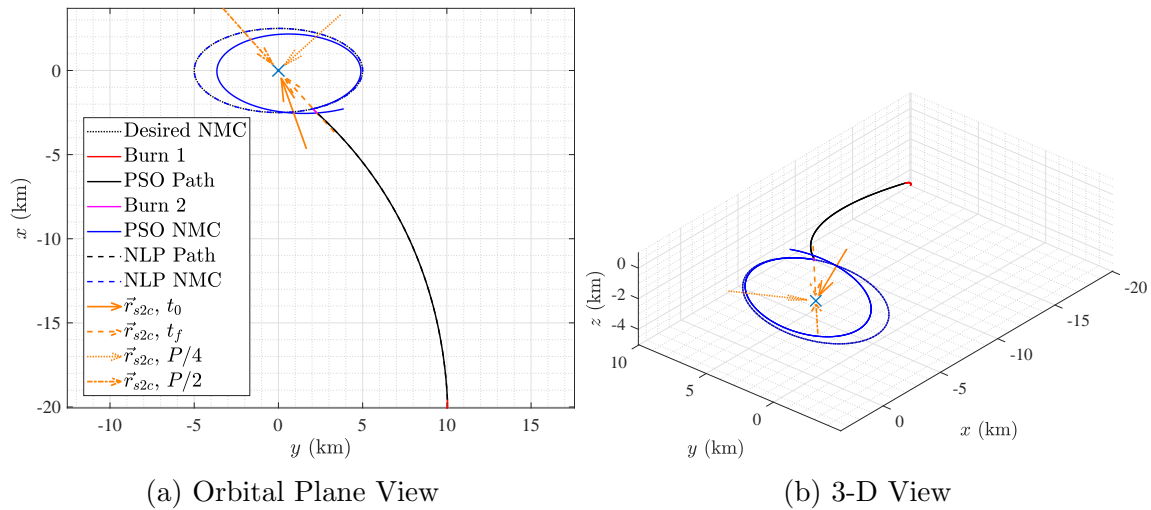 0
-5
-10
-15
-20
x (km)
-10
-5
0
5
10
15
y (km)
Desired NMC
Burn 1
PSO Path
Burn 2
PSO NMC
NLP Path
NLP NMC
r⃗s2c, t0
r⃗s2c, tf
r⃗s2c, P/4
r⃗s2c, P/2
(a) Orbital Plane View
0
-2
-4
z (km)
10
5
0
y (km)
0
-5
-10
-15
-20
x (km)
(b) 3-D View